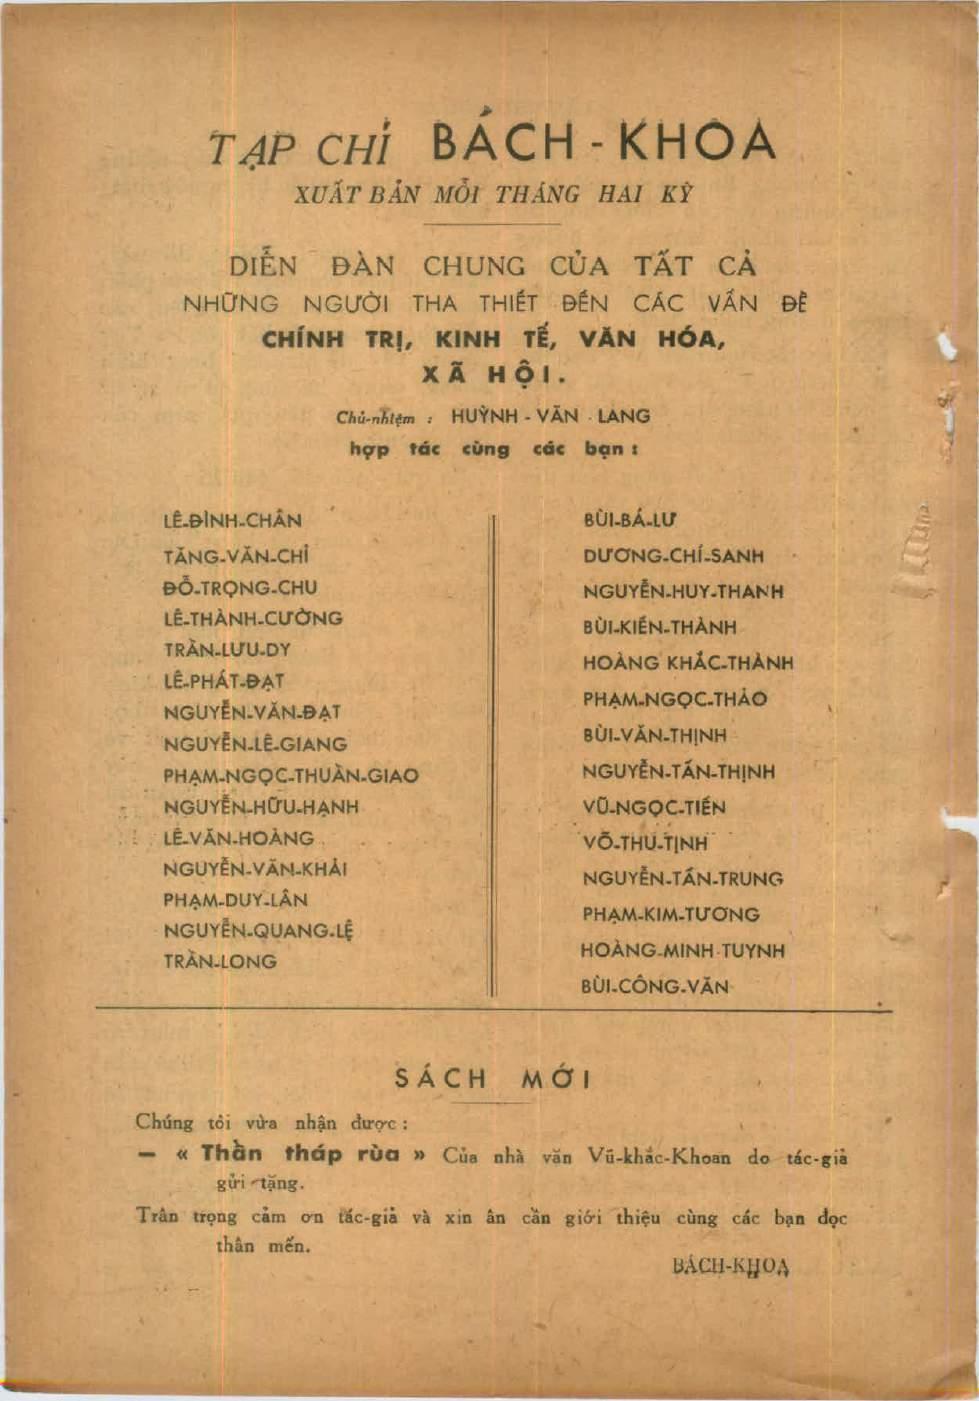 TẠP CHÍ BÁCH - KHOA
XUẤT BẢN MỖI THÁNG HAI KỲ
DIỄN ĐÀN CHUNG CỦA TẤT CẢ
NHỮNG NGƯỜI THA THIẾT ĐẾN CÁC VẤN ĐỀ
CHÍNH TRỊ, KINH TẾ, VĂN HÓA,
XÃ HỘI.
Chủ-nhiệm : HUỲNH - VĂN - LANG
hợp tác cùng các bạn :
LÊ-ĐÌNH-CHÂN
TĂNG-VĂN-CHỈ
ĐỖ-TRỌNG-CHU
LÊ-THÀNH-CƯỜNG
TRẦN-LƯU-DY
LÊ-PHÁT-ĐẠT
NGUYỄN-VĂN-ĐẠT
NGUYỄN-LÊ-GIANG
PHẠM-NGỌC-THUẦN-GIAO
NGUYỄN-HỮU-HẠNH
LÊ-VĂN-HOÀNG
NGUYỄN-VĂN-KHẢI
PHẠM-DUY-LÂN
NGUYỄN-QUANG-LỆ
TRẦN-LONG
BÙI-BÁ-LƯ
DƯƠNG-CHÍ-SANH
NGUYỄN-HUY-THANH
BÙI-KIẾN-THÀNH
HOÀNG KHẮC-THÀNH
PHẠM-NGỌC-THẢO
BÙI-VĂN-THỊNH
NGUYỄN-TẤN-THỊNH
VŨ-NGỌC-TIẾN
VÕ-THU-TỊNH
NGUYỄN-TẤN-TRUNG
PHẠM-KIM-TƯƠNG
HOÀNG-MINH-TUYNH
BÙI-CÔNG-VĂN
SÁCH MỚI
Chúng tôi vừa nhận được :
— « Thần tháp rùa » Của nhà văn Vũ-khắc-Khoan do tác-giả
gửi tặng.
Trân trọng cảm ơn tác-giả và xin ân cần giới thiệu cùng các bạn đọc
thân mến.
BÁCH-KHOA